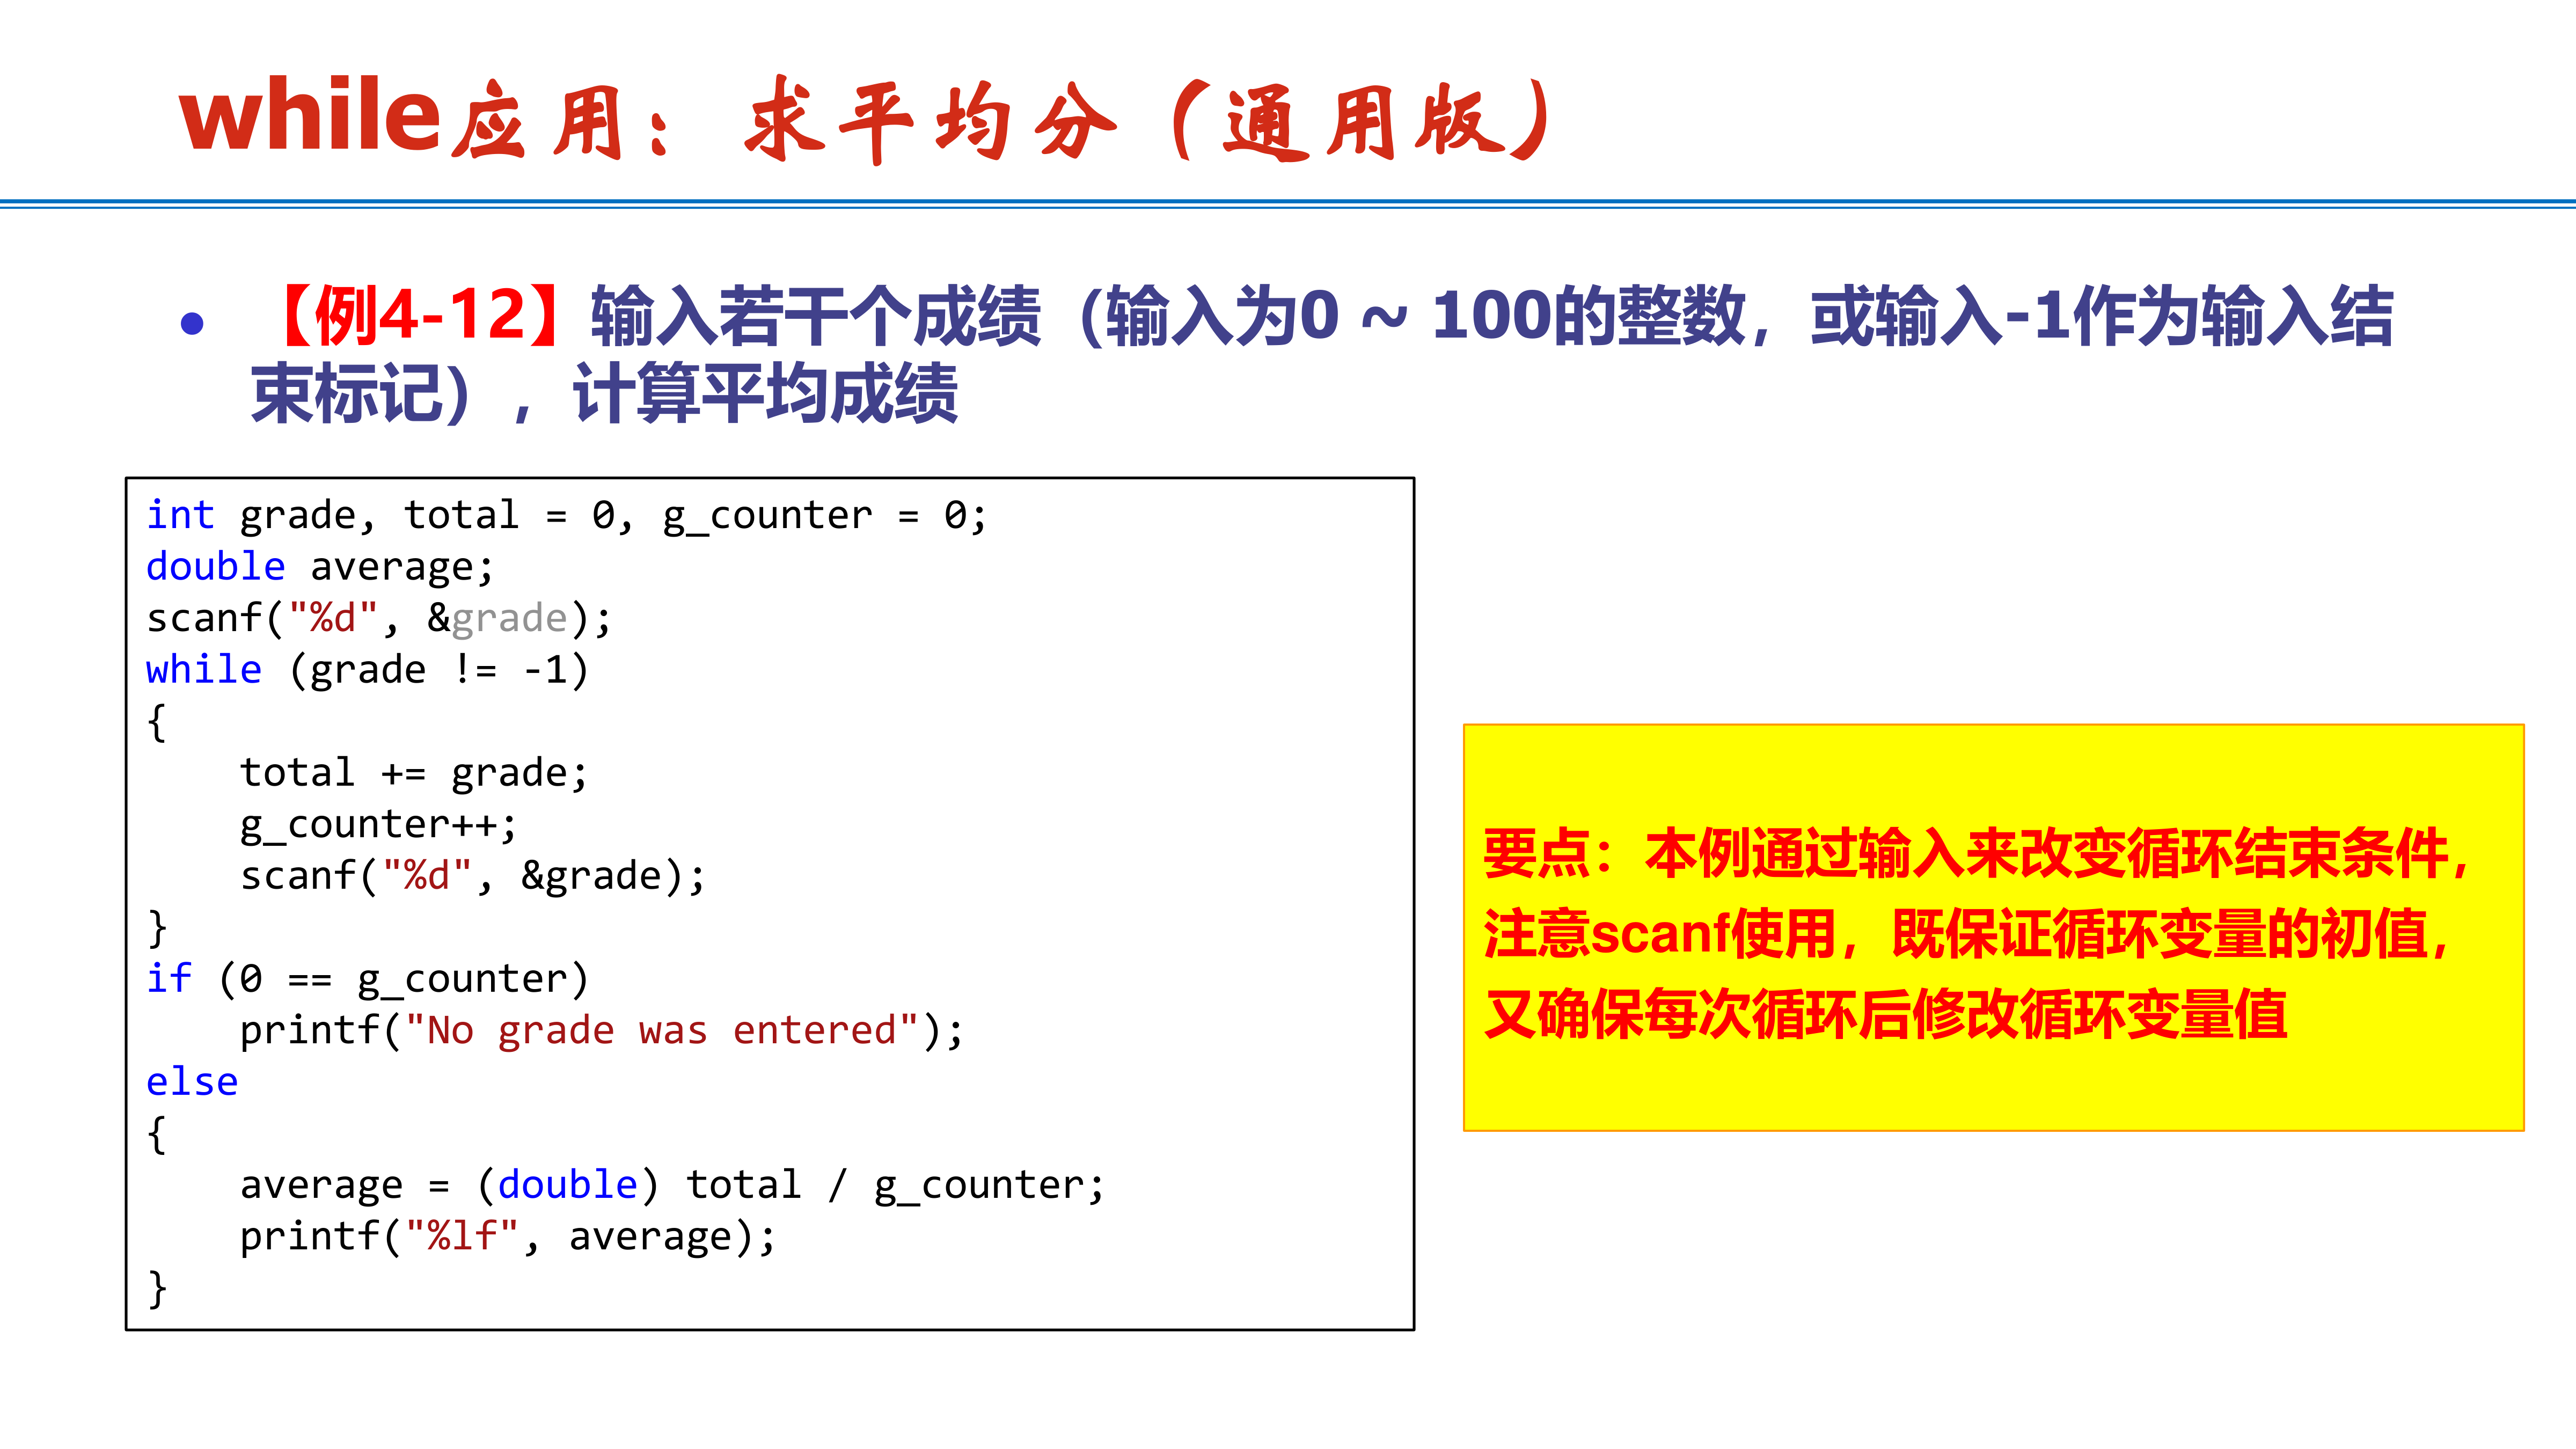 while应用：求平均分（通用版）
• 【例4-12】输入若干个成绩（输入为0 ~ 100的整数，或输入-1作为输入结
束标记），计算平均成绩
int grade, total = 0, g_counter = 0;
double average;
scanf("%d", &grade);
while (grade != -1)
{
    total += grade;
    g_counter++;
    scanf("%d", &grade);
}
if (0 == g_counter)
    printf("No grade was entered");
else
{
    average = (double) total / g_counter;
    printf("%lf", average);
}
要点：本例通过输入来改变循环结束条件，
注意scanf使用，既保证循环变量的初值，
又确保每次循环后修改循环变量值